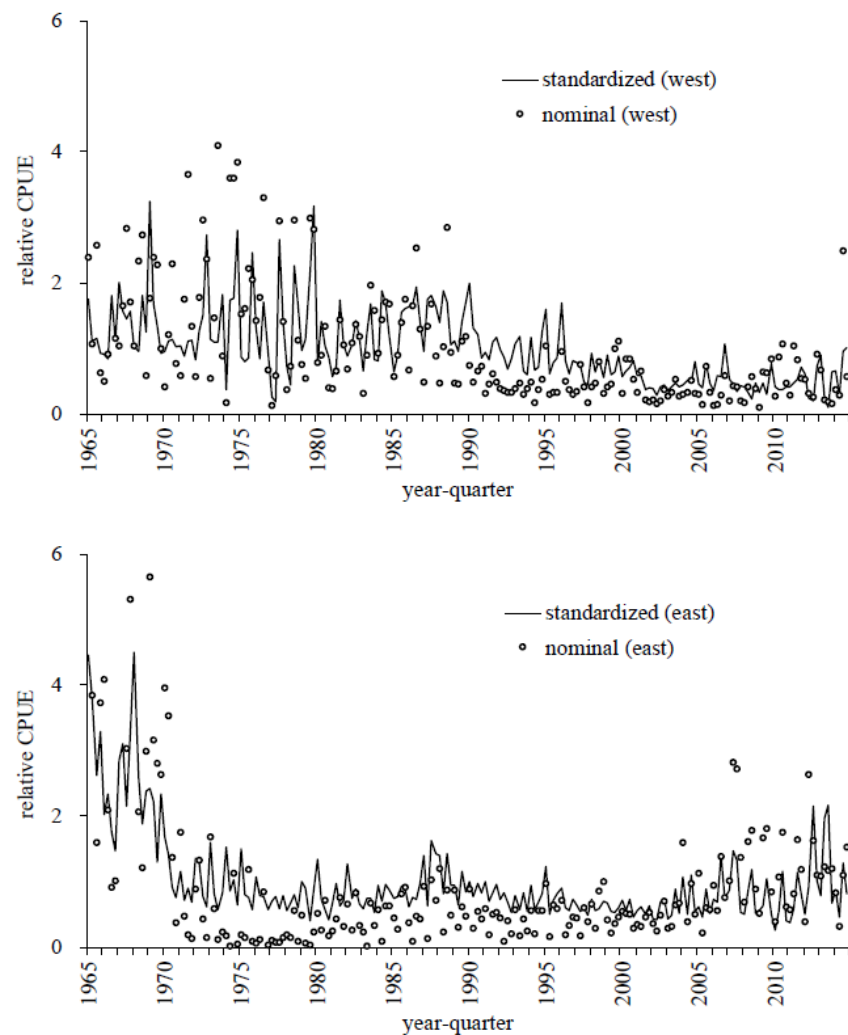 6
standardized (west)
nominal (west)
4
relative CPUE
2
0
1965 1970 1975 1980 1985 1990 1995 2000 2005 2010
year-quarter
6
standardized (east)
nominal (east)
4
relative CPUE
2
0
1965 1970 1975 1980 1985 1990 1995 2000 2005 2010
year-quarter